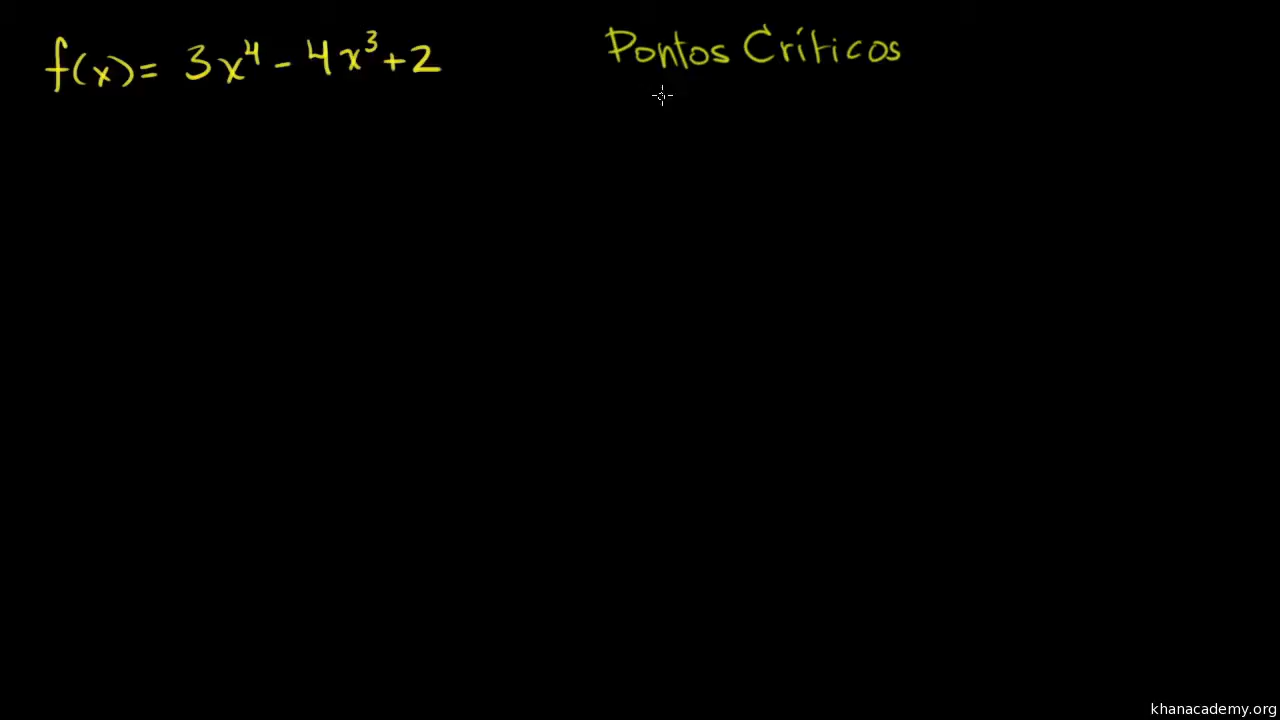 f(x)= 3x⁴ - 4x³ + 2
Pontos Críticos
khanacademy.org